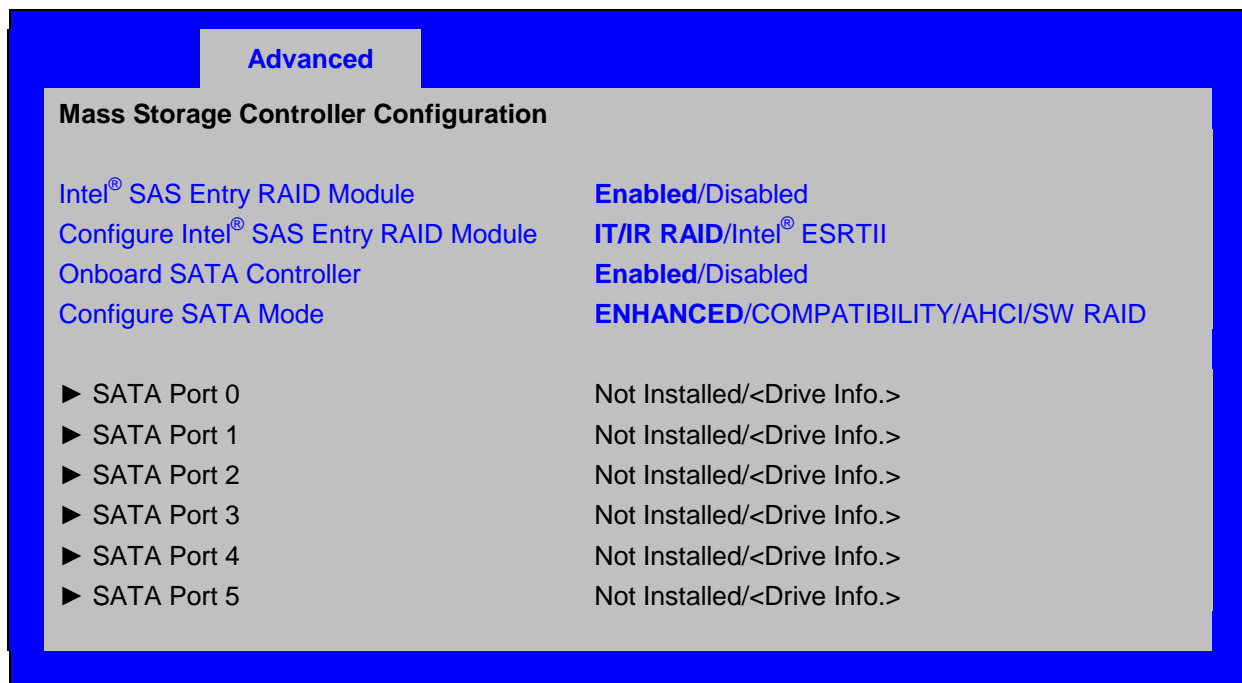 Advanced
Mass Storage Controller Configuration
Intel® SAS Entry RAID Module Enabled/Disabled
Configure Intel® SAS Entry RAID Module IT/IR RAID/Intel® ESRTII
Onboard SATA Controller Enabled/Disabled
Configure SATA Mode ENHANCED/COMPATIBILITY/AHCI/SW RAID
► SATA Port 0 Not Installed/<Drive Info.>
► SATA Port 1 Not Installed/<Drive Info.>
► SATA Port 2 Not Installed/<Drive Info.>
► SATA Port 3 Not Installed/<Drive Info.>
► SATA Port 4 Not Installed/<Drive Info.>
► SATA Port 5 Not Installed/<Drive Info.>